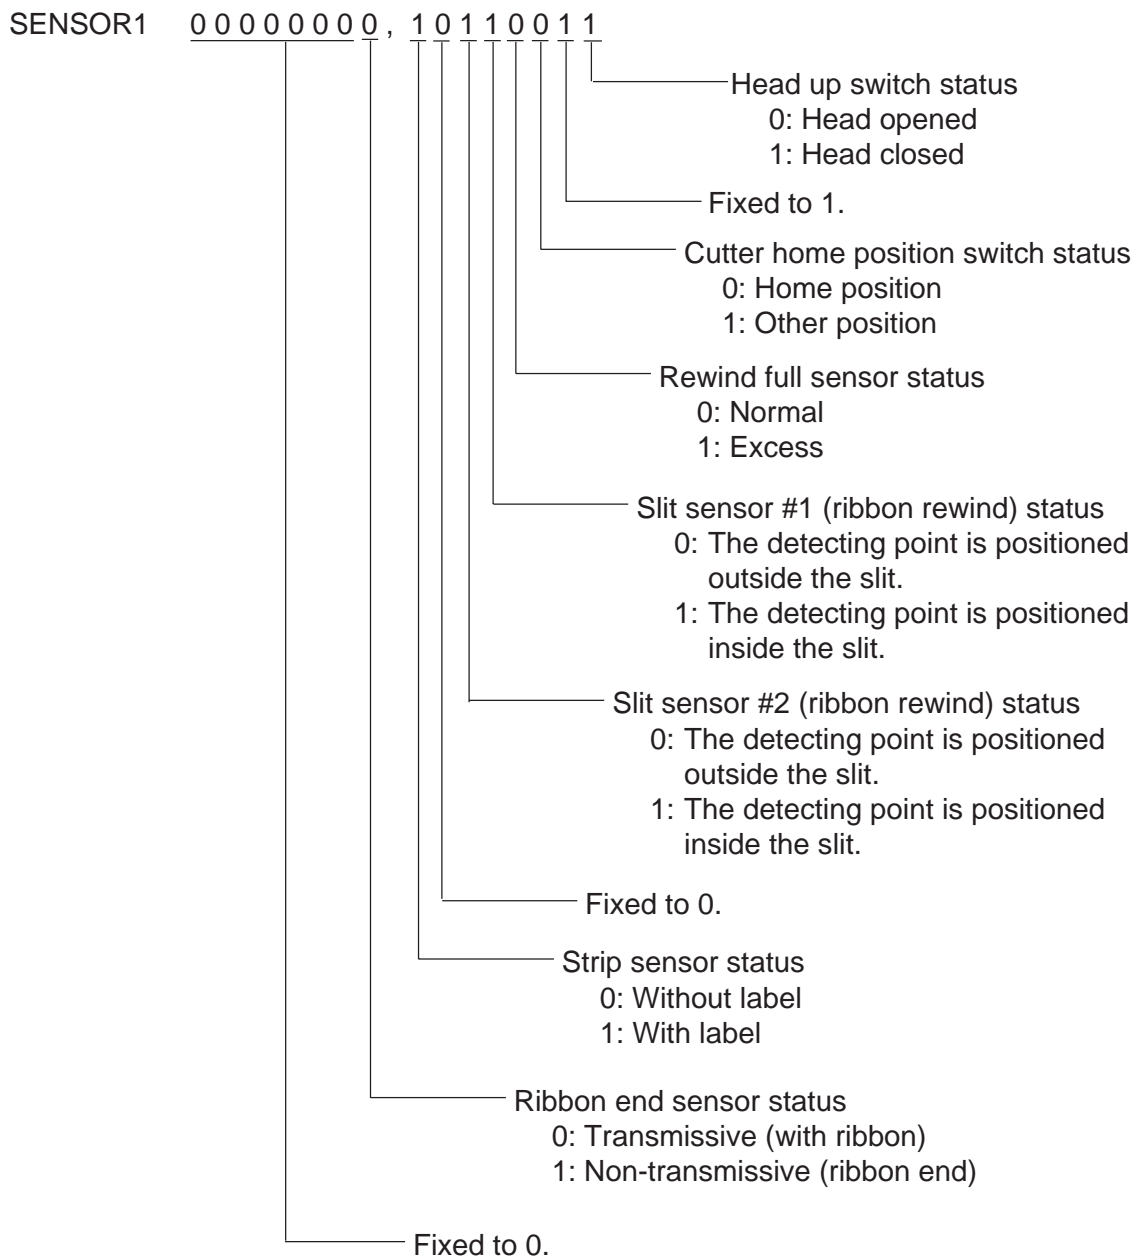 SENSOR1 0 0 0 0 0 0 0 0 , 1 0 1 1 0 0 1 1
Head up switch status
0: Head opened
1: Head closed
Fixed to 1.
Cutter home position switch status
0: Home position
1: Other position
Rewind full sensor status
0: Normal
1: Excess
Slit sensor #1 (ribbon rewind) status
0: The detecting point is positioned
outside the slit.
1: The detecting point is positioned
inside the slit.
Slit sensor #2 (ribbon rewind) status
0: The detecting point is positioned
outside the slit.
1: The detecting point is positioned
inside the slit.
Fixed to 0.
Strip sensor status
0: Without label
1: With label
Ribbon end sensor status
0: Transmissive (with ribbon)
1: Non-transmissive (ribbon end)
Fixed to 0.